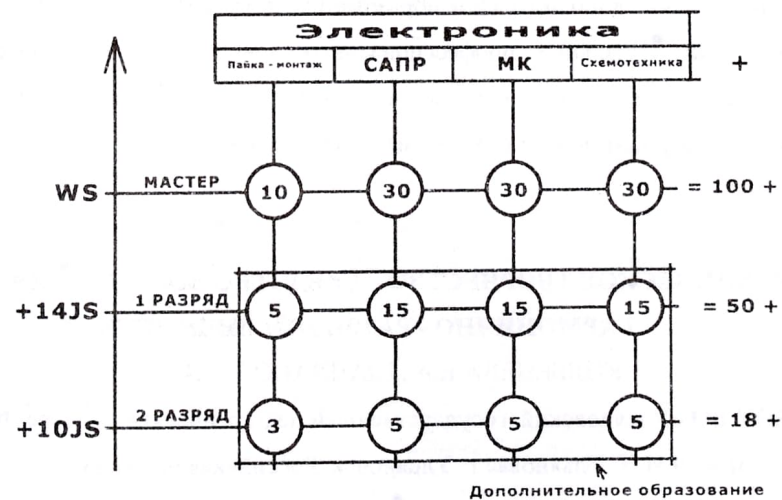 Электроника
Пайка - монтаж САПР МК Схемотехника +
WS МАСТЕР 10 30 30 30 = 100 +
+14JS 1 РАЗРЯД 5 15 15 15 = 50 +
+10JS 2 РАЗРЯД 3 5 5 5 = 18 +
Дополнительное образование